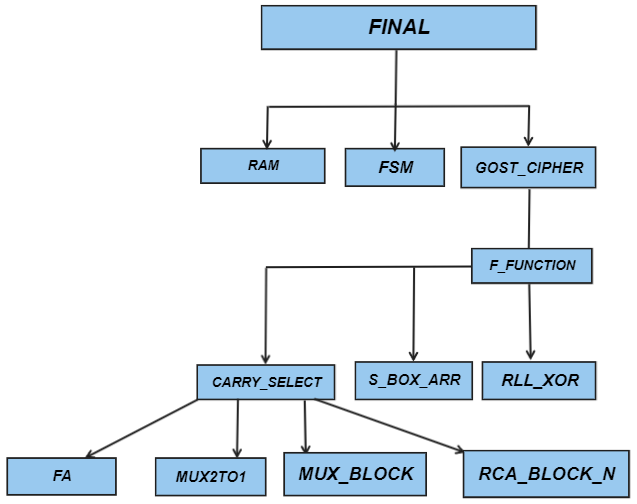 FINAL
RAM
FSM
GOST_CIPHER
F_FUNCTION
CARRY_SELECT
S_BOX_ARR
RLL_XOR
FA
MUX2TO1
MUX_BLOCK
RCA_BLOCK_N